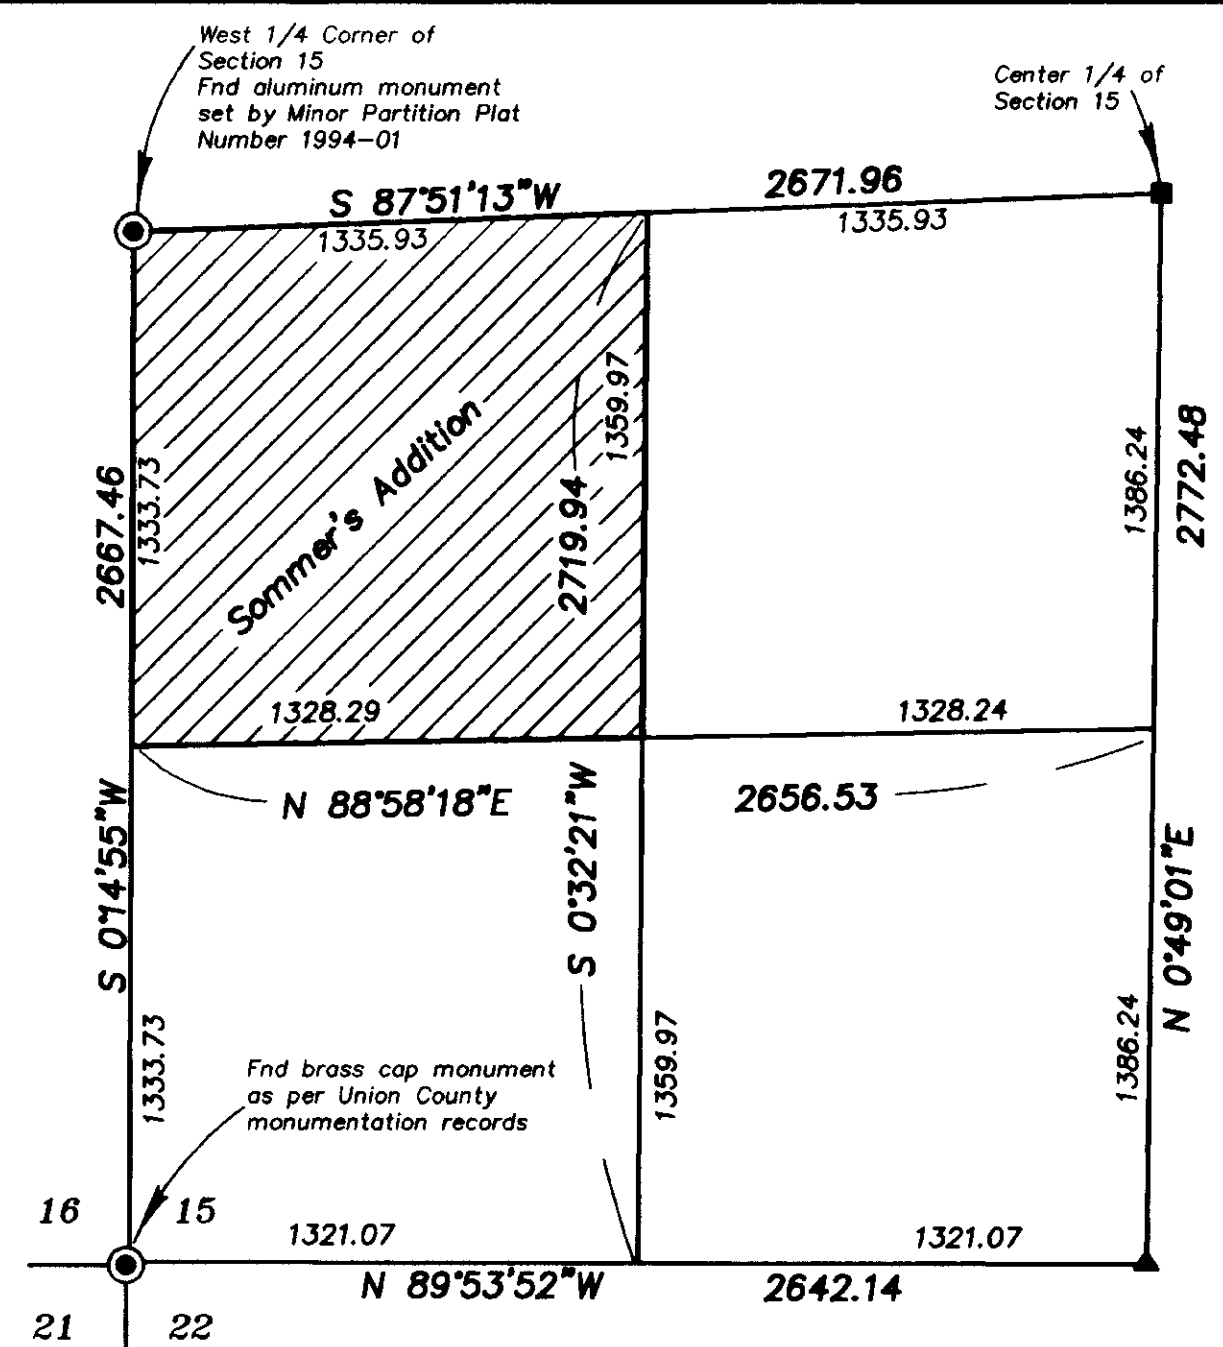 West 1/4 Corner of
Section 15
Fnd aluminum monument
set by Minor Partition Plat
Number 1994-01
Center 1/4 of
Section 15
S 87°51'13"W
2671.96
1335.93
1335.93
2667.46
1333.73
Sommer's Addition
2719.94
1359.97
1386.24
2772.48
1328.29
1328.24
N 88°58'18"E
2656.53
S 0°14'55"W
S 0°32'21"W
N 0°49'01"E
1333.73
Fnd brass cap monument
as per Union County
monumentation records
1359.97
1386.24
16
15
1321.07
1321.07
N 89°53'52"W
2642.14
21
22